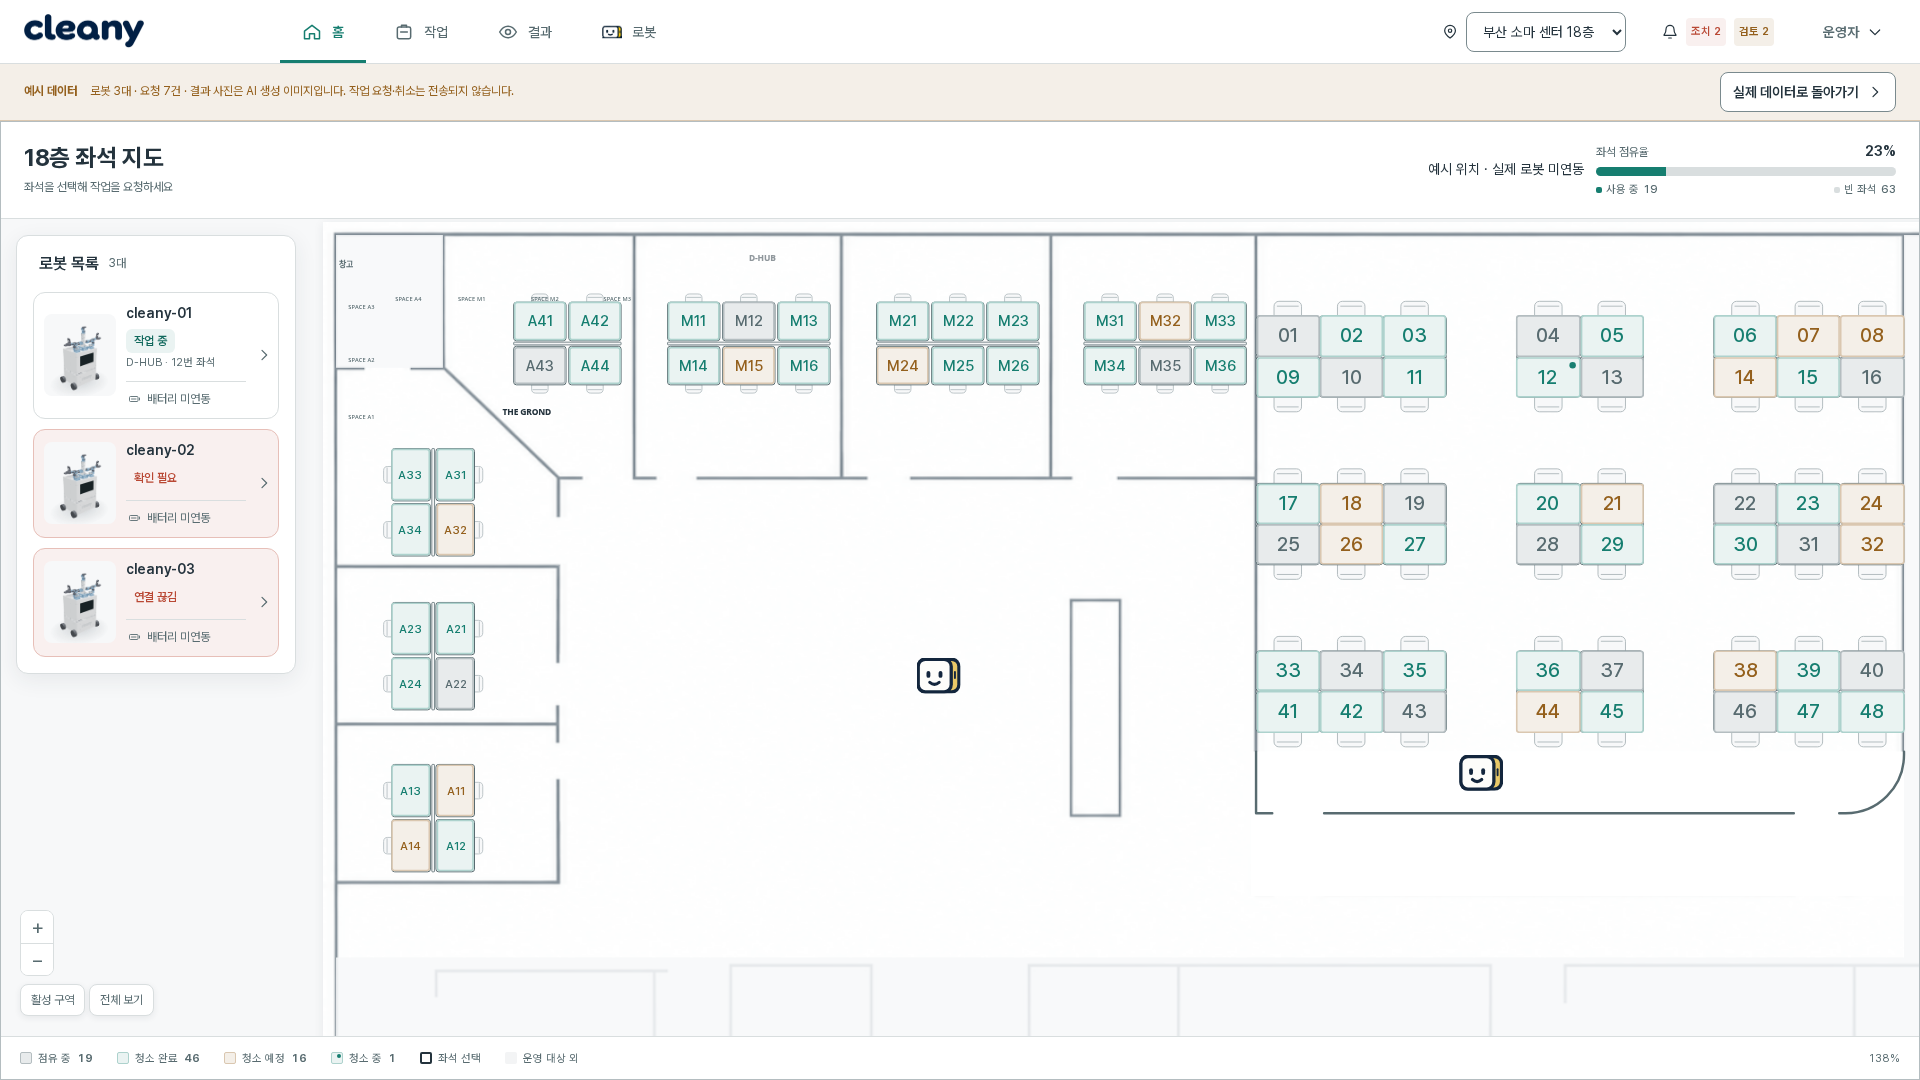 cleany
홈
작업
결과
로봇
부산 소마 센터 18층
조치 2
검토 2
운영자
예시 데이터 로봇 3대 · 요청 7건 · 결과 사진은 AI 생성 이미지입니다. 작업 요청·취소는 전송되지 않습니다.
실제 데이터로 돌아가기
18층 좌석 지도
좌석을 선택해 작업을 요청하세요
예시 위치 · 실제 로봇 미연동
좌석 점유율 23%
사용 중 19 빈 좌석 63
로봇 목록 3대
cleany-01
작업 중
D-HUB · 12번 좌석
배터리 미연동
cleany-02
확인 필요
배터리 미연동
cleany-03
연결 끊김
배터리 미연동
창고
D-HUB
SPACE A3
SPACE A4
SPACE M1
SPACE M2
SPACE M3
SPACE A2
SPACE A1
THE GROND
A41 A42
A43 A44
M11 M12 M13
M14 M15 M16
M21 M22 M23
M24 M25 M26
M31 M32 M33
M34 M35 M36
A33 A31
A34 A32
A23 A21
A24 A22
A13 A11
A14 A12
01 02 03 04 05 06 07 08
09 10 11 12 13 14 15 16
17 18 19 20 21 22 23 24
25 26 27 28 29 30 31 32
33 34 35 36 37 38 39 40
41 42 43 44 45 46 47 48
+
−
활성 구역
전체 보기
점유 중 19
청소 완료 46
청소 예정 16
청소 중 1
좌석 선택
운영 대상 외
138%